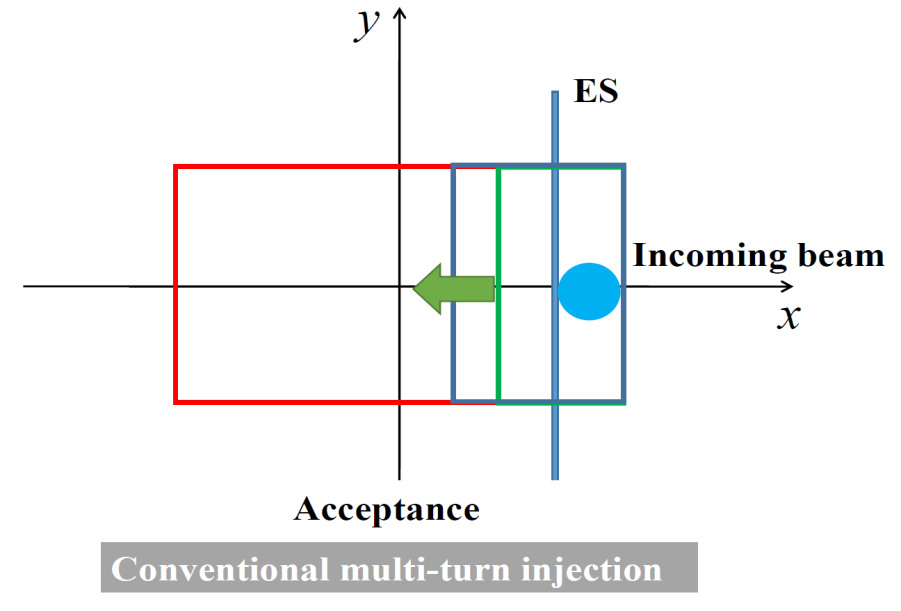 y
ES
Incoming beam
x
Acceptance
Conventional multi-turn injection